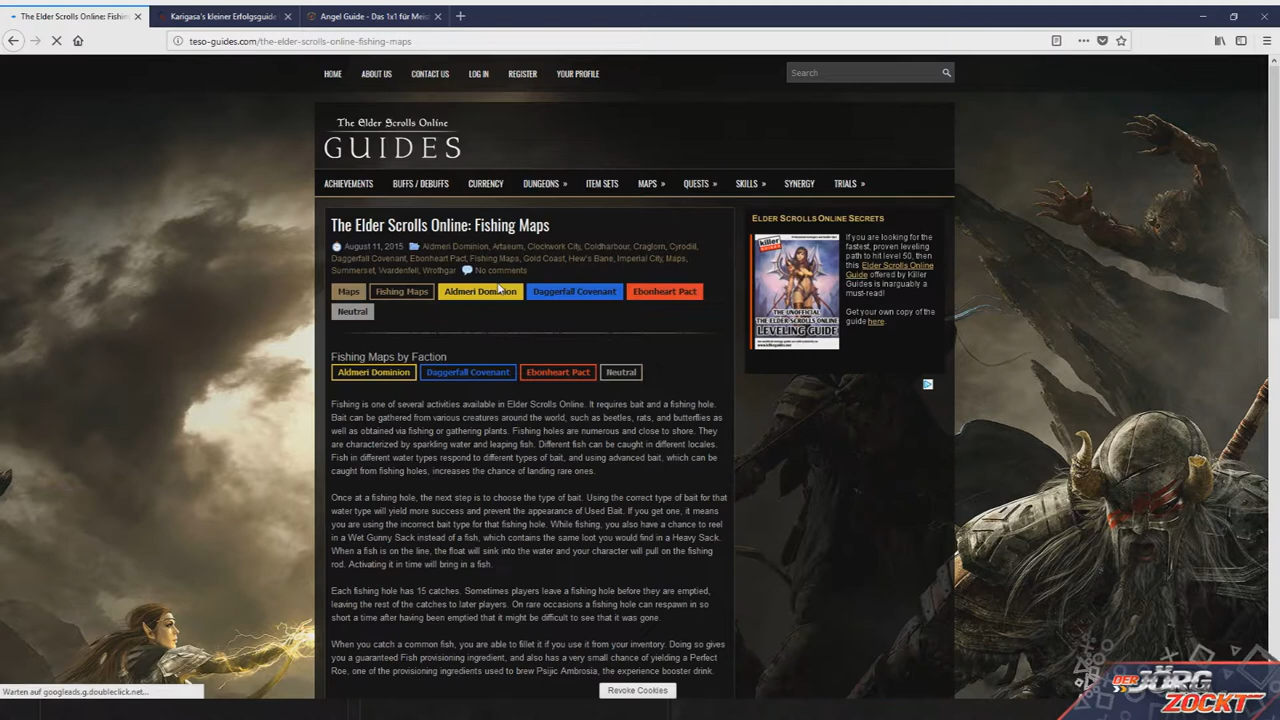 The Elder Scrolls Online: Fishin
Karigasa's kleiner Erfolgsguide
Angel Guide - Das 1x1 für Meis
teso-guides.com/the-elder-scrolls-online-fishing-maps
HOME ABOUT US CONTACT US LOG IN REGISTER YOUR PROFILE
Search
The Elder Scrolls Online
GUIDES
ACHIEVEMENTS BUFFS / DEBUFFS CURRENCY DUNGEONS » ITEM SETS MAPS » QUESTS » SKILLS » SYNERGY TRIALS »
The Elder Scrolls Online: Fishing Maps
August 11, 2015 Aldmeri Dominion, Artaeum, Clockwork City, Coldharbour, Craglorn, Cyrodiil,
Daggerfall Covenant, Ebonheart Pact, Fishing Maps, Gold Coast, Hew's Bane, Imperial City, Maps,
Summerset, Vvardenfell, Wrothgar No comments
Maps Fishing Maps Aldmeri Dominion Daggerfall Covenant Ebonheart Pact
Neutral
Fishing Maps by Faction
Aldmeri Dominion Daggerfall Covenant Ebonheart Pact Neutral
Fishing is one of several activities available in Elder Scrolls Online. It requires bait and a fishing hole.
Bait can be gathered from various creatures around the world, such as beetles, rats, and butterflies as
well as obtained via fishing or gathering plants. Fishing holes are numerous and close to shore. They
are characterized by sparkling water and leaping fish. Different fish can be caught in different locales.
Fish in different water types respond to different types of bait, and using advanced bait, which can be
caught from fishing holes, increases the chance of landing rare ones.
Once at a fishing hole, the next step is to choose the type of bait. Using the correct type of bait for that
water type will yield more success and prevent the appearance of Used Bait. If you get one, it means
you are using the incorrect bait type for that fishing hole. While fishing, you also have a chance to reel
in a Wet Gunny Sack instead of a fish, which contains the same loot you would find in a Heavy Sack.
When a fish is on the line, the float will sink into the water and your character will pull on the fishing
rod. Activating it in time will bring in a fish.
Each fishing hole has 15 catches. Sometimes players leave a fishing hole before they are emptied,
leaving the rest of the catches to later players. On rare occasions a fishing hole can respawn in so
short a time after having been emptied that it might be difficult to see that it was gone.
When you catch a common fish, you are able to fillet it if you use it from your inventory. Doing so gives
you a guaranteed Fish provisioning ingredient, and also has a very small chance of yielding a Perfect
Roe, one of the provisioning ingredients used to brew Psijic Ambrosia, the experience booster drink.
ELDER SCROLLS ONLINE SECRETS
killer
GUIDES
THE UNOFFICIAL
THE ELDER SCROLLS ONLINE
LEVELING GUIDE
www.killerguides.net
If you are looking for the
fastest, proven leveling
path to hit level 50, then
this Elder Scrolls Online
Guide offered by Killer
Guides is inarguably a
must-read!
Get your own copy of the
guide here.
Warten auf googleads.g.doubleclick.net...
Revoke Cookies
DER JÖRG
ZOCKT